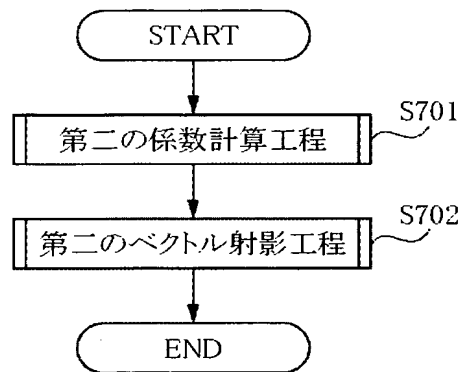 START
第二の係数計算工程
S701
第二のベクトル射影工程
S702
END